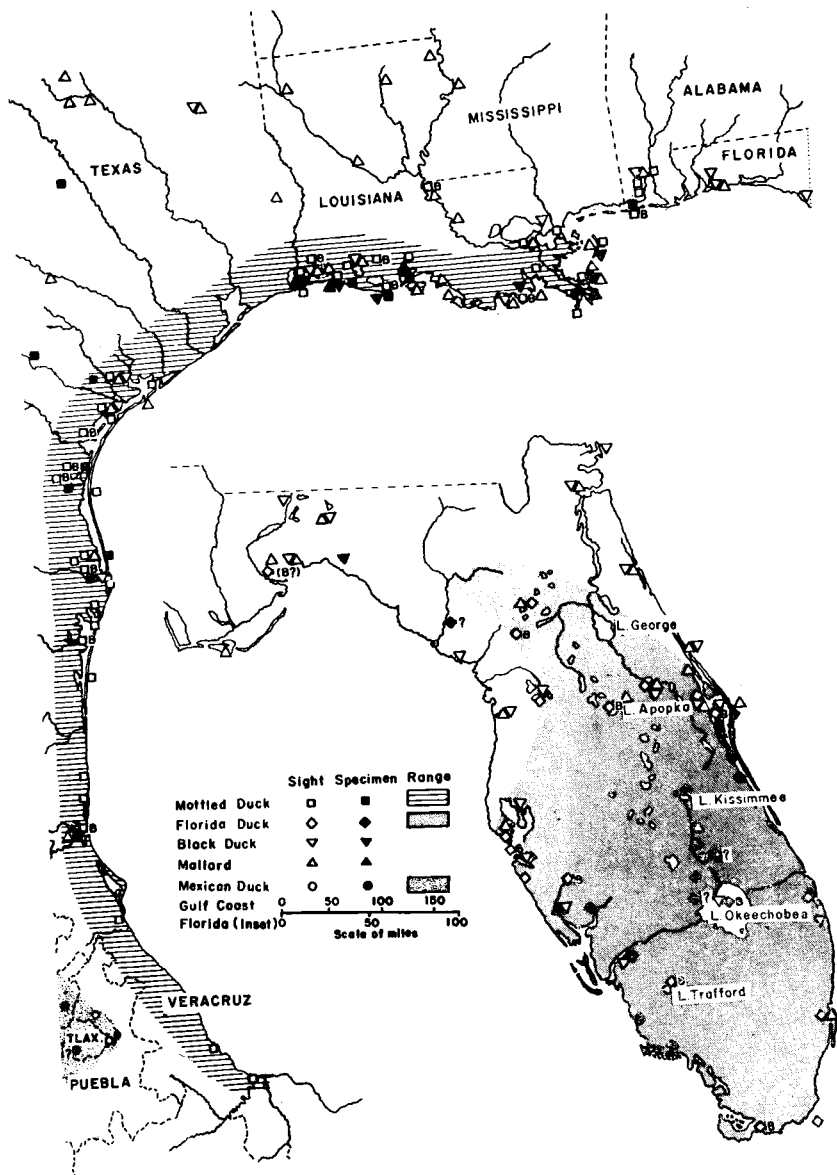 ALABAMA
MISSISSIPPI
FLORIDA
TEXAS
LOUISIANA
B
B
B
B
B
B
B
B
B
B
B
(B?)
?
B
L. George
B
L. Apopka
L. Kissimmee
?
?
B
L. Okeechobea
B
L. Trafford
B
Sight Specimen Range
Mottled Duck
Florida Duck
Black Duck
Mallard
Mexican Duck
Gulf Coast 0 50 100 150
Florida (Inset) 0 50 100
Scale of miles
VERACRUZ
TLAX.
?
PUEBLA